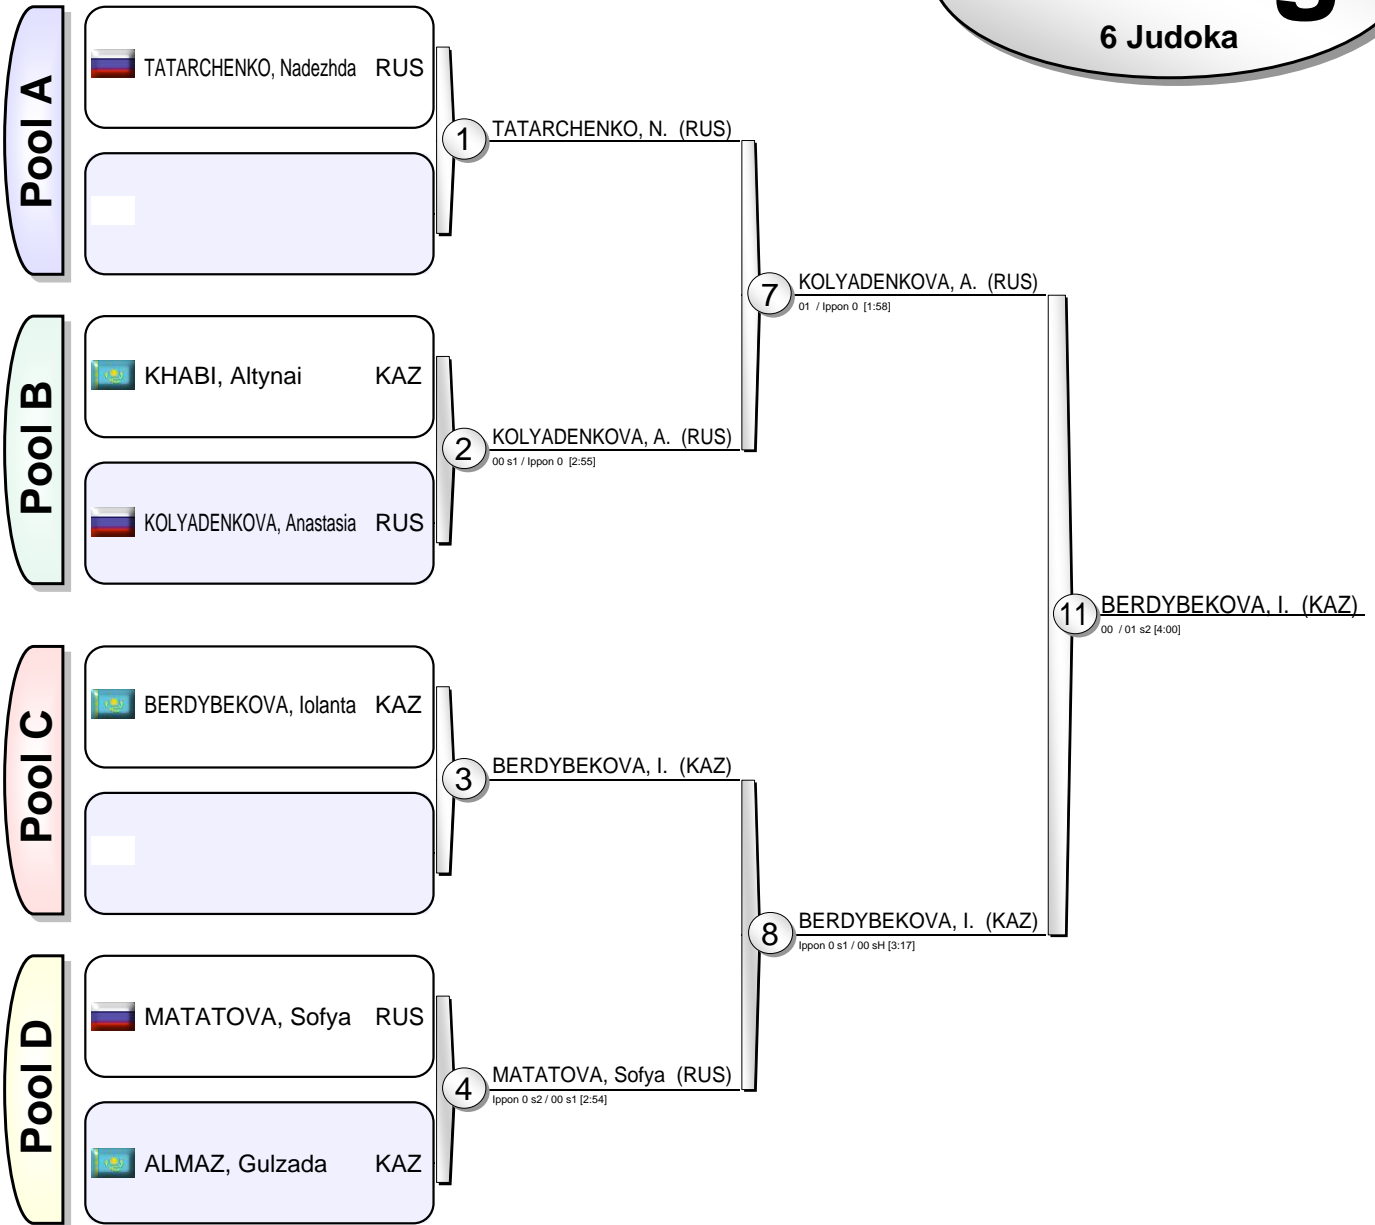 6 Judoka
Pool A
TATARCHENKO, Nadezhda RUS
1 TATARCHENKO, N. (RUS)
7 KOLYADENKOVA, A. (RUS)
01 / Ippon 0 [1:58]
Pool B
KHABI, Altynai KAZ
2 KOLYADENKOVA, A. (RUS)
00 s1 / Ippon 0 [2:55]
KOLYADENKOVA, Anastasia RUS
11 BERDYBEKOVA, I. (KAZ)
00 / 01 s2 [4:00]
Pool C
BERDYBEKOVA, Iolanta KAZ
3 BERDYBEKOVA, I. (KAZ)
8 BERDYBEKOVA, I. (KAZ)
Ippon 0 s1 / 00 sH [3:17]
Pool D
MATATOVA, Sofya RUS
4 MATATOVA, Sofya (RUS)
Ippon 0 s2 / 00 s1 [2:54]
ALMAZ, Gulzada KAZ